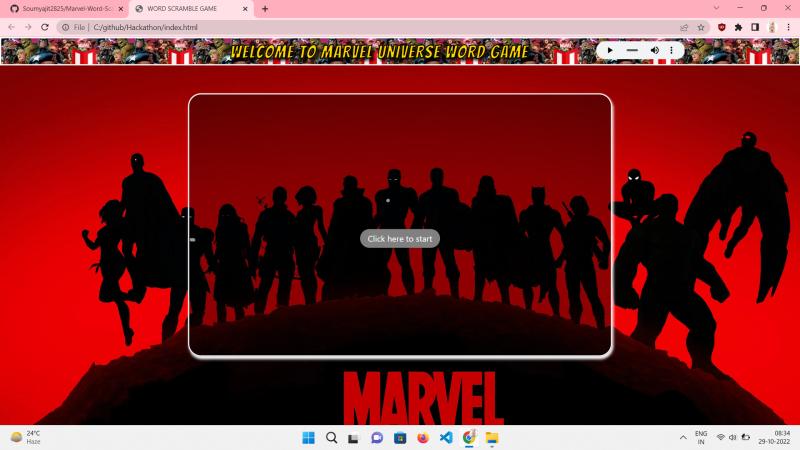 Soumyajit2825/Marvel-Word-Sc
WORD SCRAMBLE GAME
File
C:/github/Hackathon/index.html
WELCOME TO MARVEL UNIVERSE WORD GAME
Click here to start
MARVEL
24°C
Haze
ENG
IN
08:34
29-10-2022